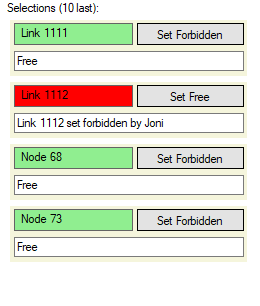 Selections (10 last):
Link 1111 Set Forbidden
Free
Link 1112 Set Free
Link 1112 set forbidden by Joni
Node 68 Set Forbidden
Free
Node 73 Set Forbidden
Free